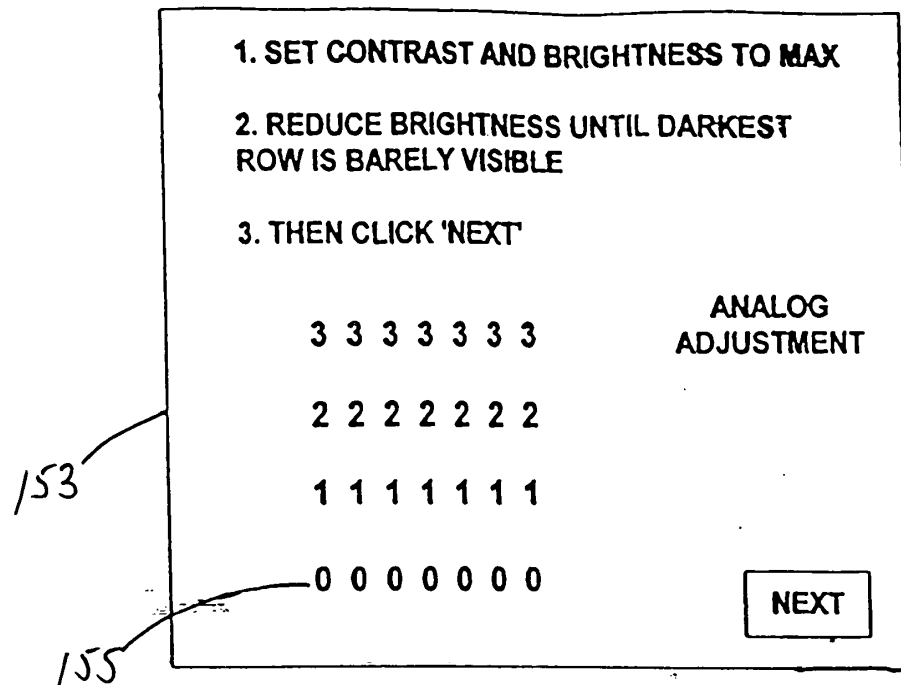 1. SET CONTRAST AND BRIGHTNESS TO MAX
2. REDUCE BRIGHTNESS UNTIL DARKEST
ROW IS BARELY VISIBLE
3. THEN CLICK 'NEXT'
ANALOG
ADJUSTMENT
3 3 3 3 3 3 3
2 2 2 2 2 2 2
153
1 1 1 1 1 1 1
0 0 0 0 0 0 0
NEXT
155